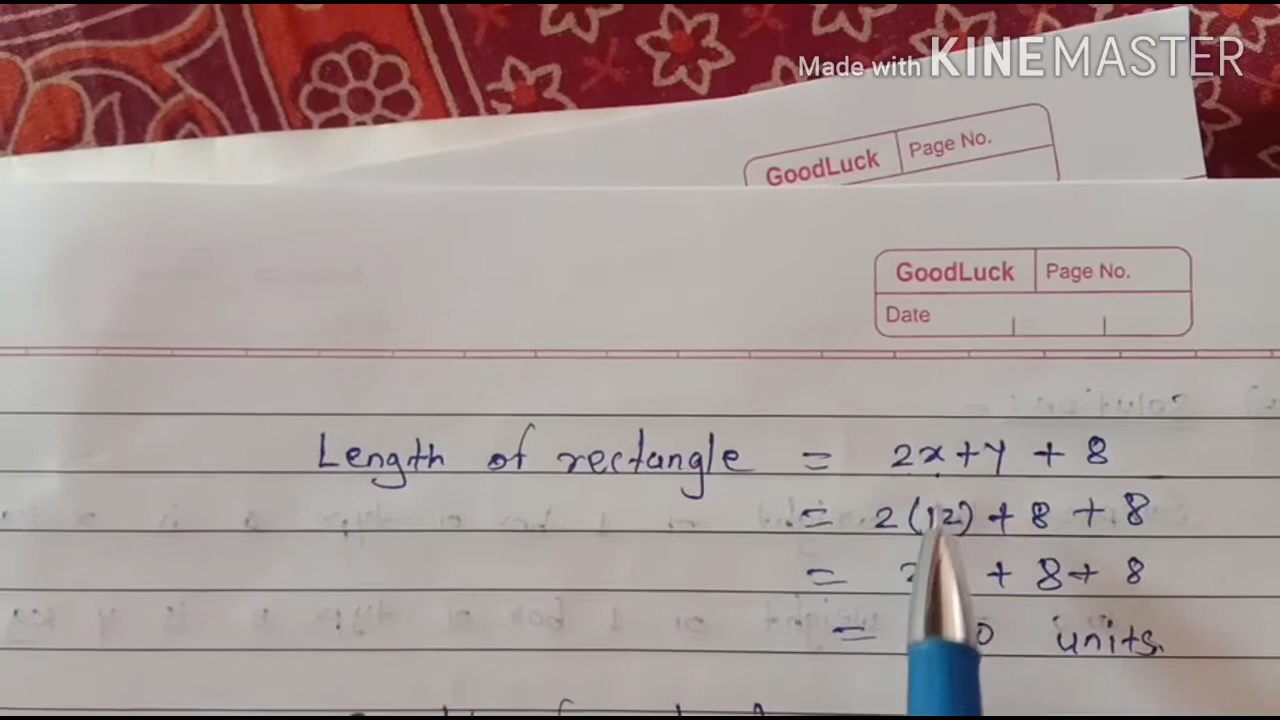 Made with KINEMASTER
GoodLuck Page No.
GoodLuck Page No.
Date
Length of rectangle = 2x+y + 8
= 2(12) + 8 + 8
= + 8+ 8
= 0 units.